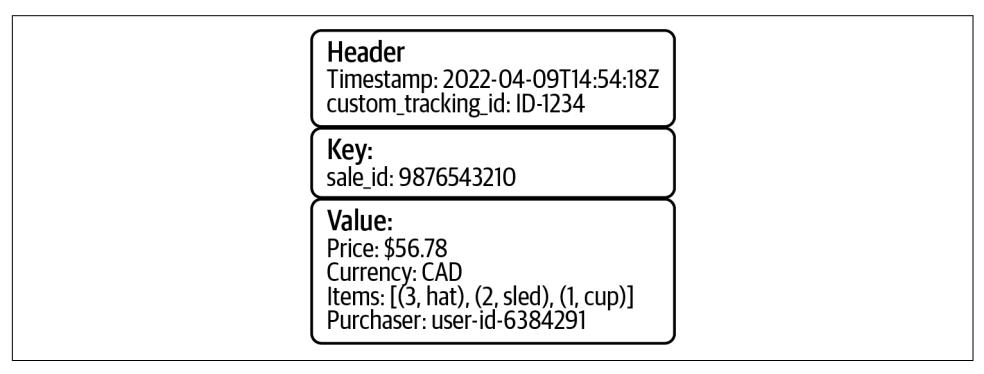 Header
Timestamp: 2022-04-09T14:54:18Z
custom_tracking_id: ID-1234
Key:
sale_id: 9876543210
Value:
Price: $56.78
Currency: CAD
Items: [(3, hat), (2, sled), (1, cup)]
Purchaser: user-id-6384291